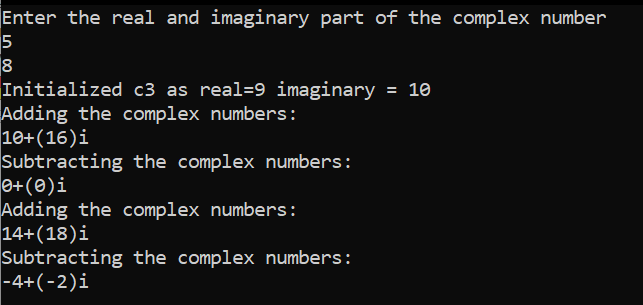 Enter the real and imaginary part of the complex number
5
8
Initialized c3 as real=9 imaginary = 10
Adding the complex numbers:
10+(16)i
Subtracting the complex numbers:
0+(0)i
Adding the complex numbers:
14+(18)i
Subtracting the complex numbers:
-4+(-2)i